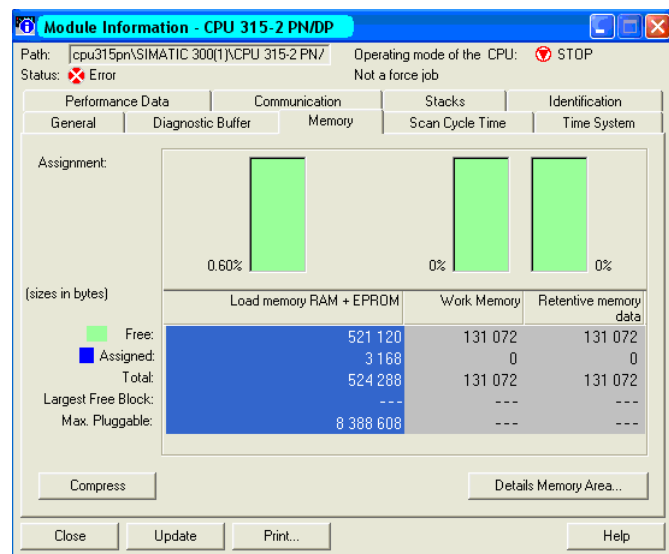 Module Information - CPU 315-2 PN/DP
Path: cpu315pn\SIMATIC 300(1)\CPU 315-2 PN/ Operating mode of the CPU: STOP
Status: Error Not a force job
Performance Data Communication Stacks Identification
General Diagnostic Buffer Memory Scan Cycle Time Time System
Assignment:
0.60% 0% 0%
(sizes in bytes)
Load memory RAM + EPROM Work Memory Retentive memory
data
Free: 521 120 131 072 131 072
Assigned: 3 168 0 0
Total: 524 288 131 072 131 072
Largest Free Block: --- --- ---
Max. Pluggable: 8 388 608 --- ---
Compress Details Memory Area...
Close Update Print... Help